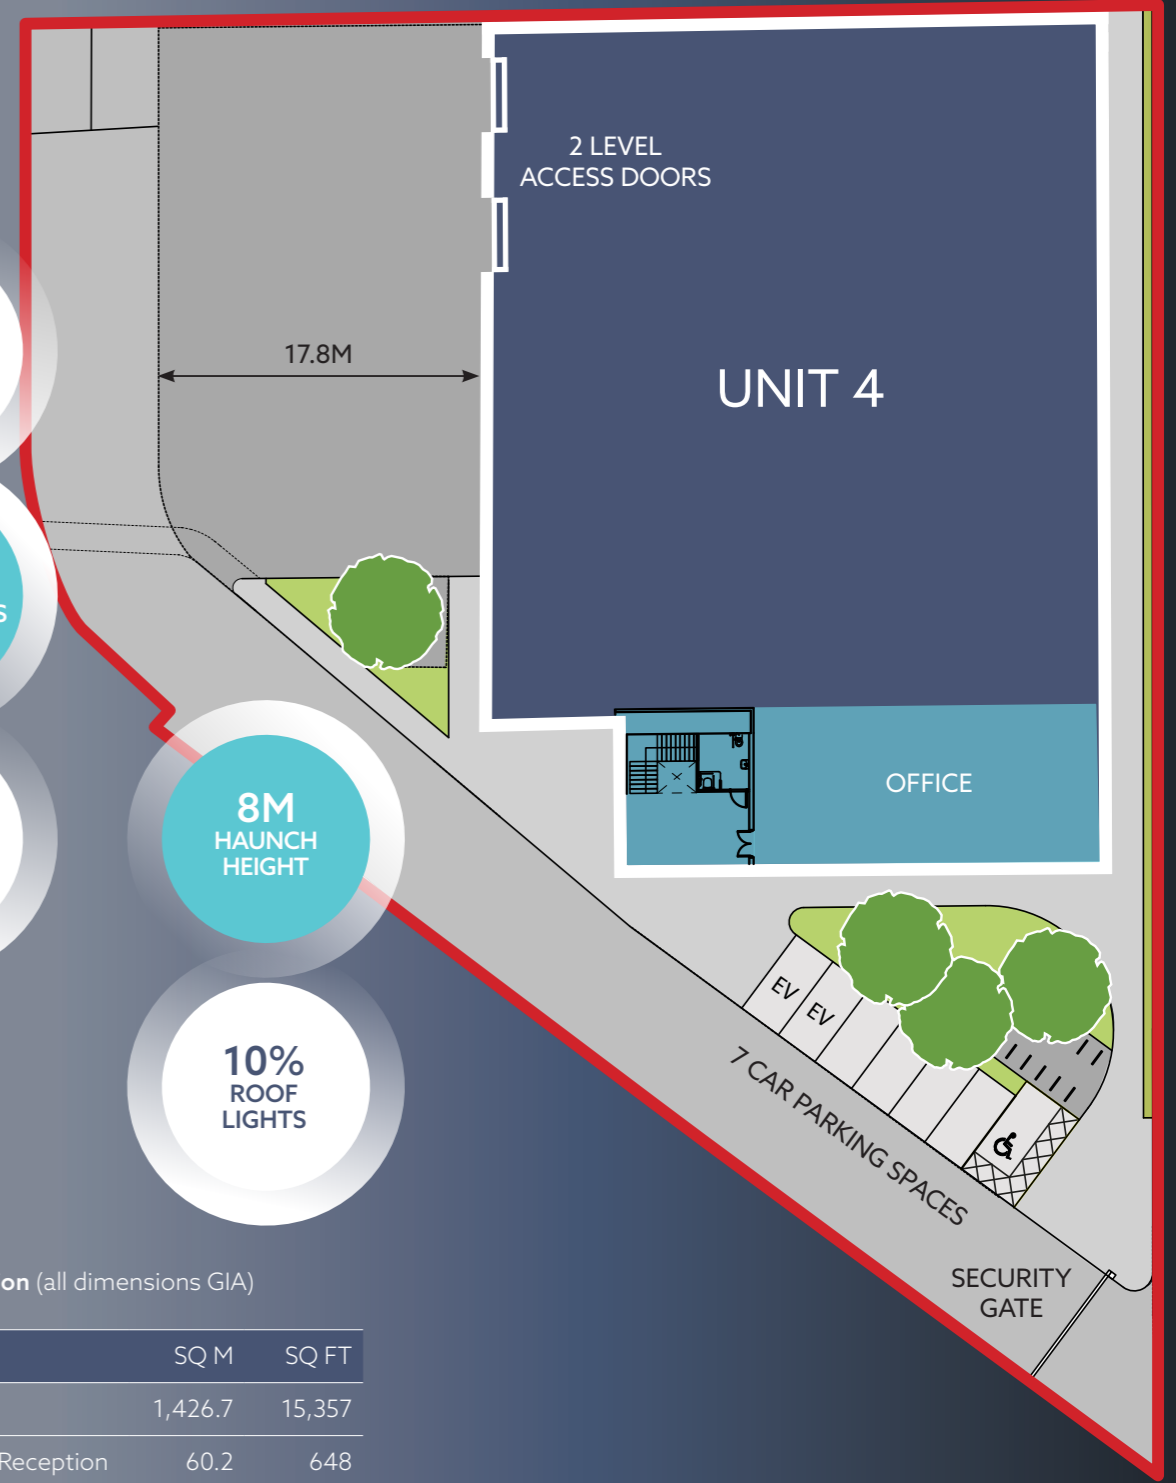 2 LEVEL
ACCESS DOORS
17.8M
UNIT 4
S
8M
HAUNCH
HEIGHT
OFFICE
EV
EV
10%
ROOF
LIGHTS
7 CAR PARKING SPACES
SECURITY
GATE
on (all dimensions GIA)
SQ M SQ FT
1,426.7 15,357
Reception 60.2 648